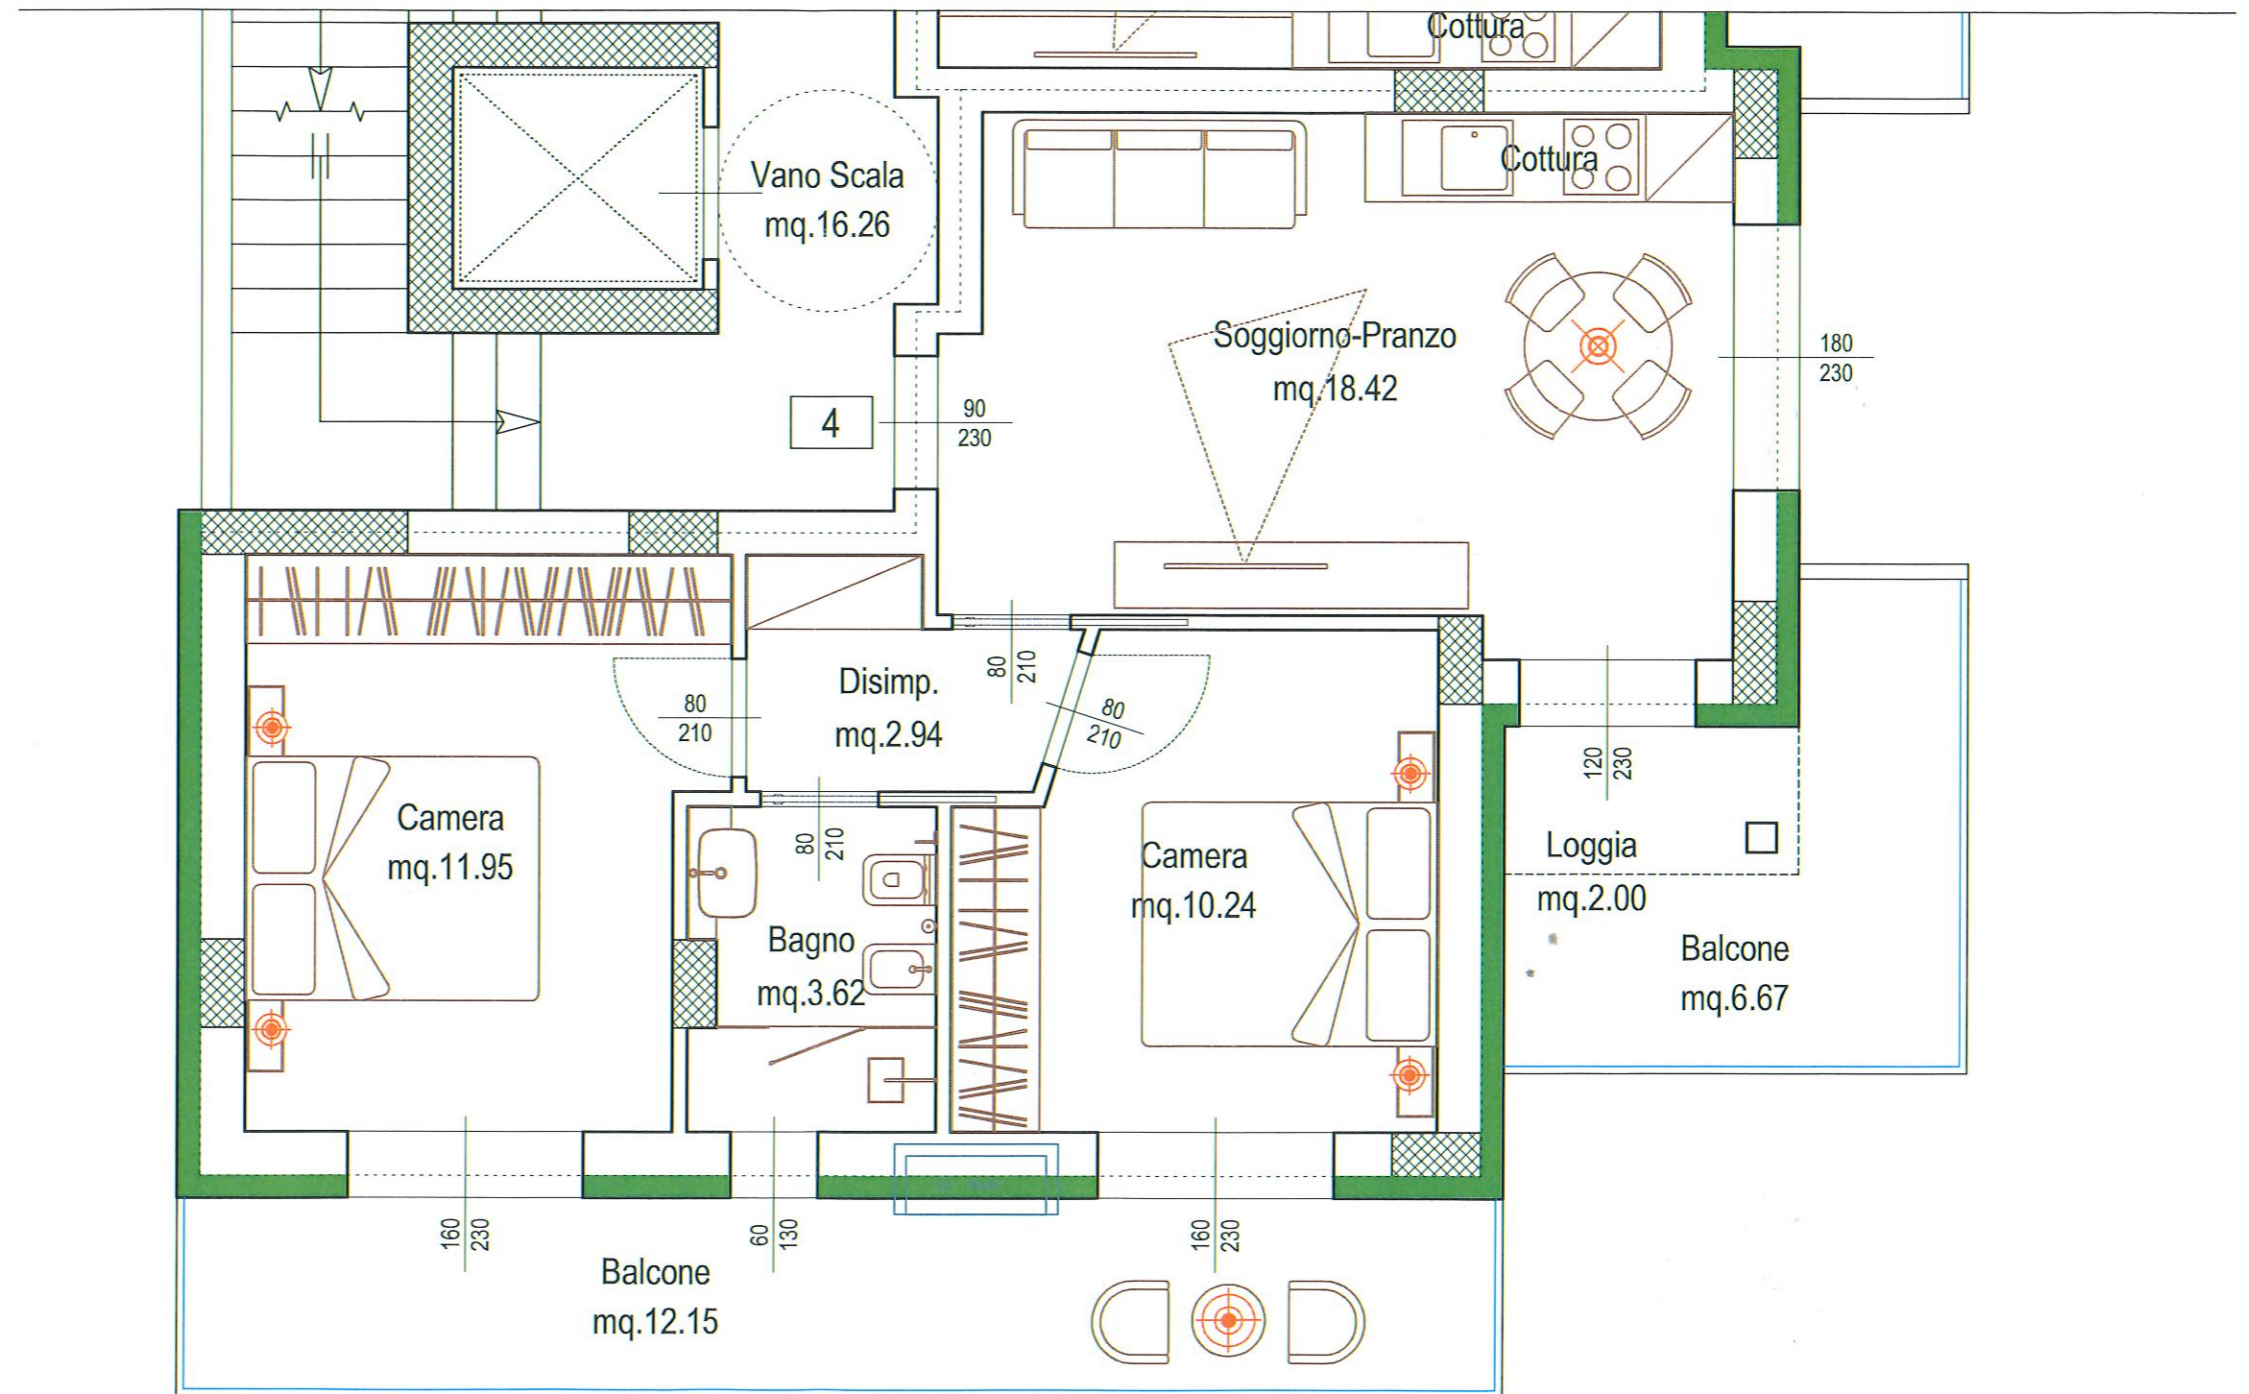 Cottura
Vano Scala
mq.16.26
Cottura
Soggiorno-Pranzo
mq.18.42
180
230
4
90
230
80
210
Disimp.
mq.2.94
80
210
80
210
120
230
Camera
mq.11.95
80
210
Camera
mq.10.24
Loggia
mq.2.00
Bagno
mq.3.62
Balcone
mq.6.67
160
230
60
130
160
230
Balcone
mq.12.15